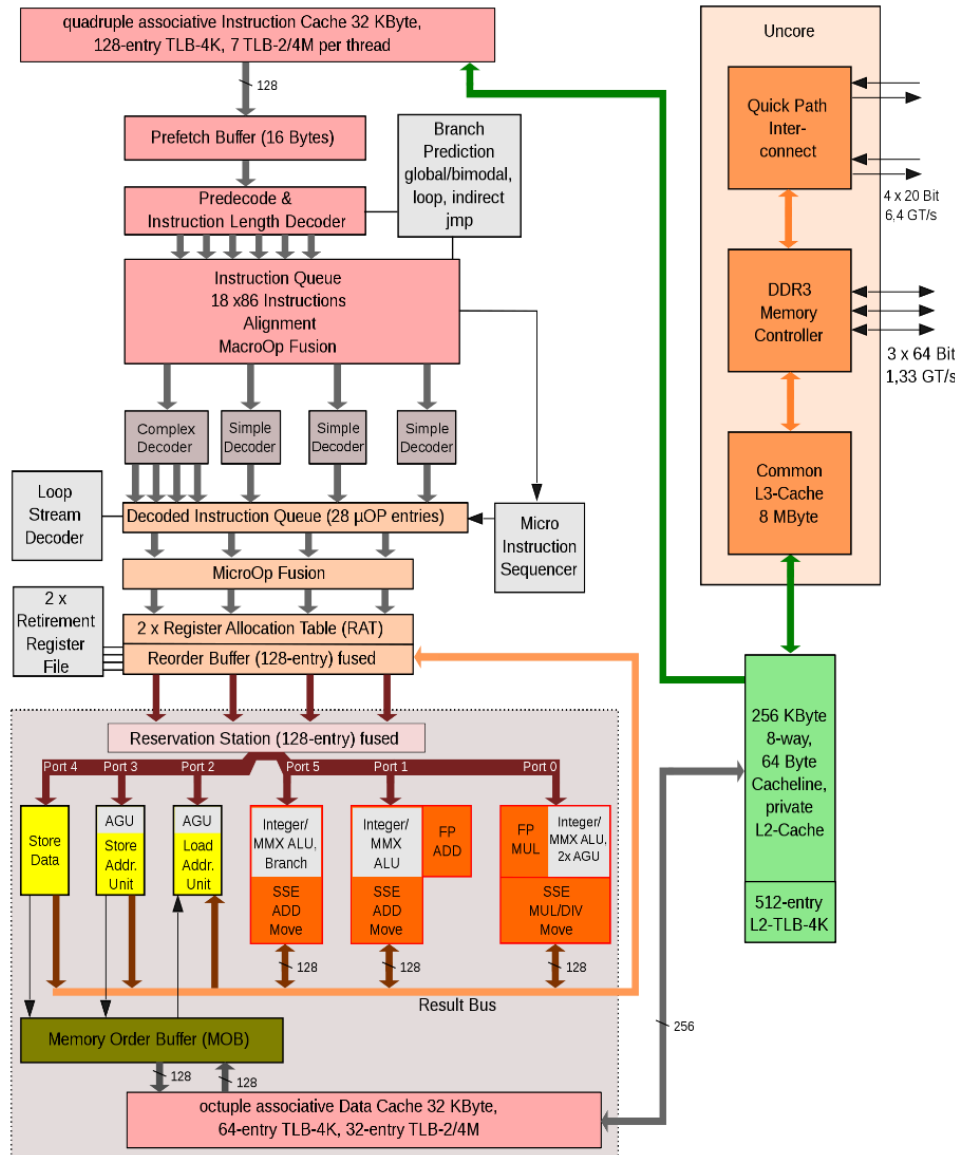 quadruple associative Instruction Cache 32 KByte,
128-entry TLB-4K, 7 TLB-2/4M per thread
128
Prefetch Buffer (16 Bytes)
Predecode &
Instruction Length Decoder
Branch
Prediction
global/bimodal,
loop, indirect
jmp
Instruction Queue
18 x86 Instructions
Alignment
MacroOp Fusion
Complex
Decoder
Simple
Decoder
Simple
Decoder
Simple
Decoder
Loop
Stream
Decoder
Decoded Instruction Queue (28 µOP entries)
Micro
Instruction
Sequencer
MicroOp Fusion
2 x
Retirement
Register
File
2 x Register Allocation Table (RAT)
Reorder Buffer (128-entry) fused
Reservation Station (128-entry) fused
Port 4
Port 3
Port 2
Port 5
Port 1
Port 0
Store
Data
AGU
Store
Addr.
Unit
AGU
Load
Addr.
Unit
Integer/
MMX ALU,
Branch
SSE
ADD
Move
Integer/
MMX
ALU
FP
ADD
SSE
ADD
Move
FP
MUL
Integer/
MMX ALU,
2x AGU
SSE
MUL/DIV
Move
128
128
128
Result Bus
Memory Order Buffer (MOB)
128
128
octuple associative Data Cache 32 KByte,
64-entry TLB-4K, 32-entry TLB-2/4M
256
Uncore
Quick Path
Inter-
connect
4 x 20 Bit
6,4 GT/s
DDR3
Memory
Controller
3 x 64 Bit
1,33 GT/s
Common
L3-Cache
8 MByte
256 KByte
8-way,
64 Byte
Cacheline,
private
L2-Cache
512-entry
L2-TLB-4K